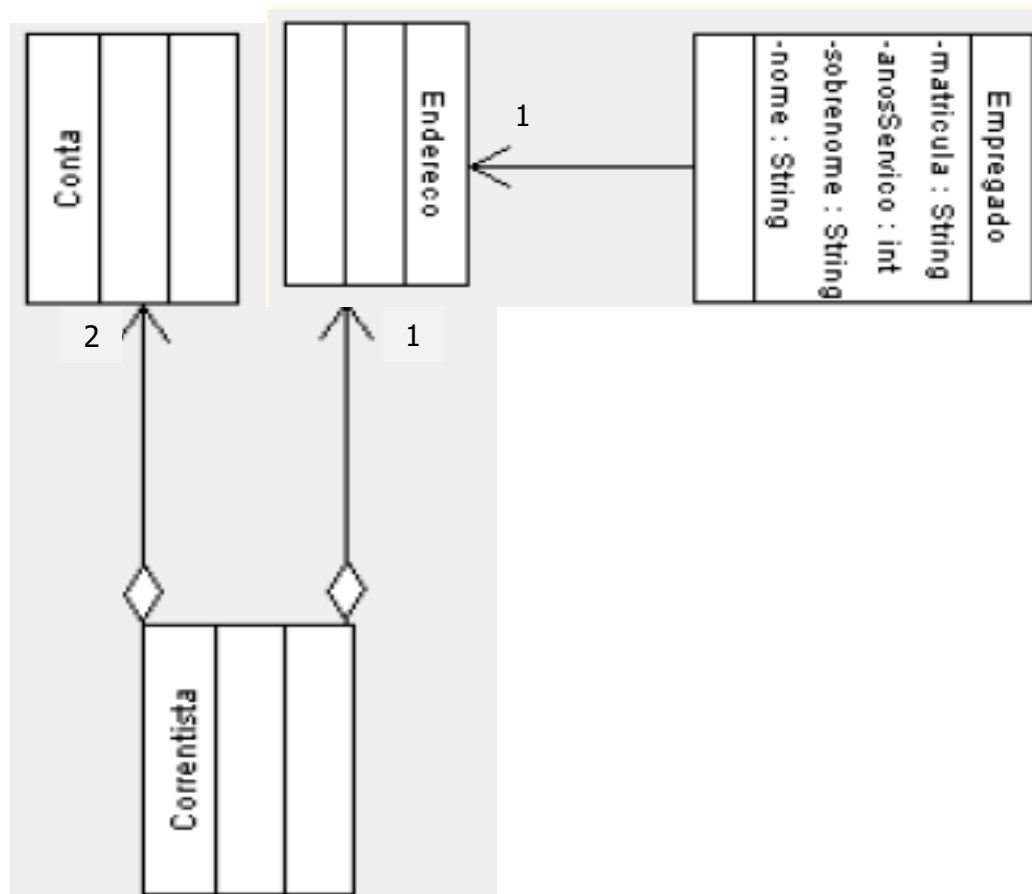 Conta
Endereco
1
Empregado
-matricula : String
-anosServico : int
-sobrenome : String
-nome : String
2
1
Correntista